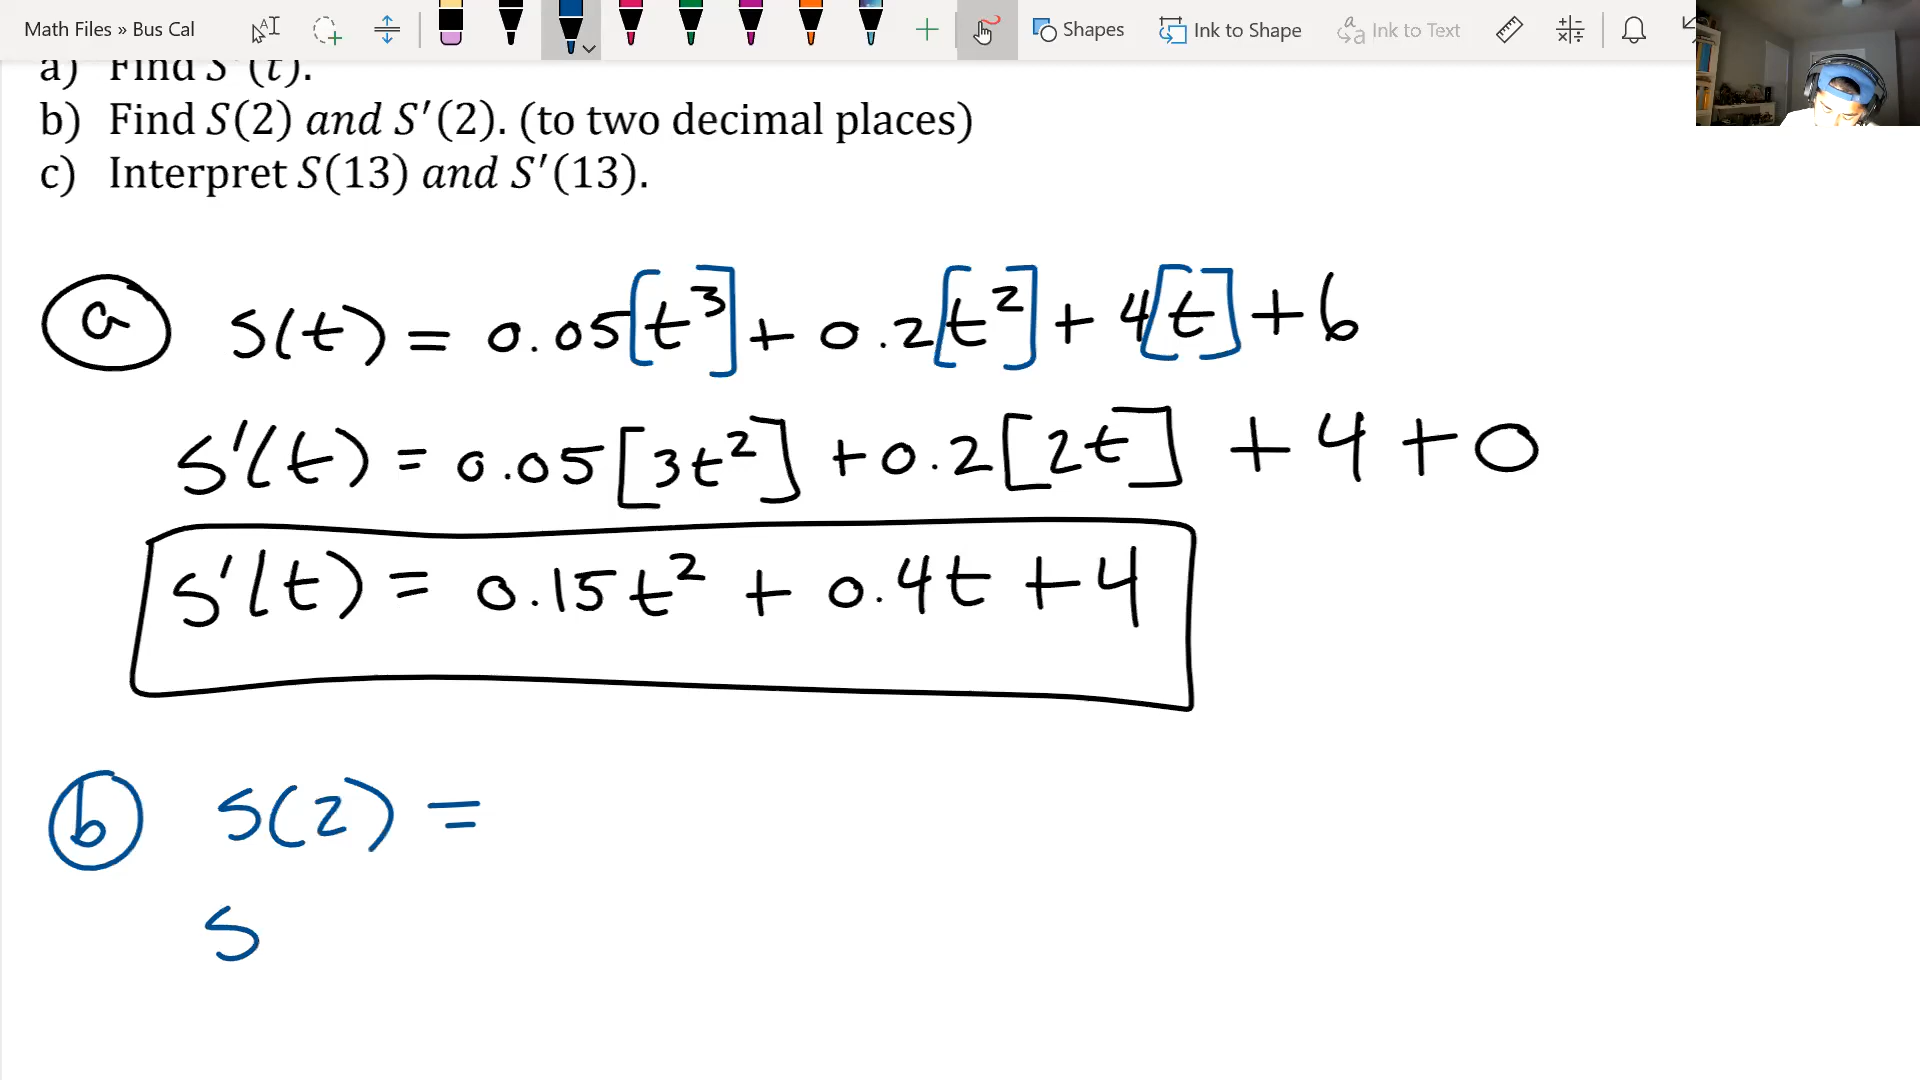 Math Files » Bus Cal
Shapes
Ink to Shape
Ink to Text
a) Find S'(t).
b) Find S(2) and S′(2). (to two decimal places)
c) Interpret S(13) and S′(13).
a S(t) = 0.05[t³] + 0.2[t²] + 4[t] + 6
S'(t) = 0.05[3t²] + 0.2[2t] + 4 + 0
S'(t) = 0.15t² + 0.4t + 4
b S(2) =
S